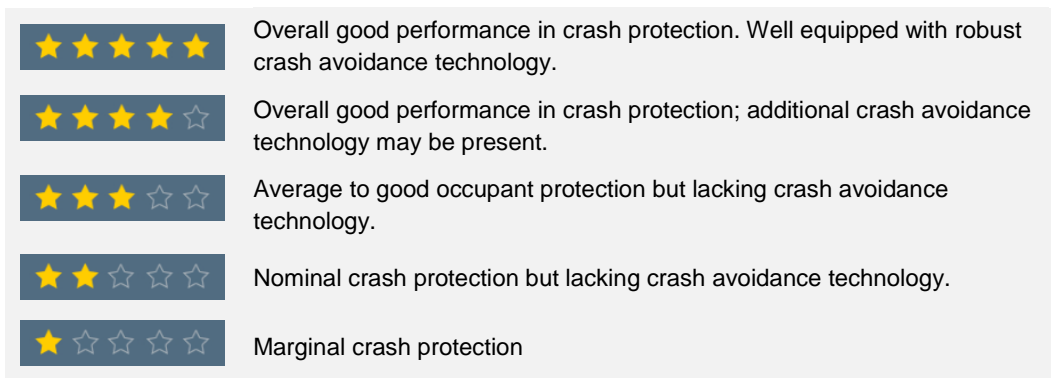 Overall good performance in crash protection. Well equipped with robust
crash avoidance technology.
Overall good performance in crash protection; additional crash avoidance
technology may be present.
Average to good occupant protection but lacking crash avoidance
technology.
Nominal crash protection but lacking crash avoidance technology.
Marginal crash protection